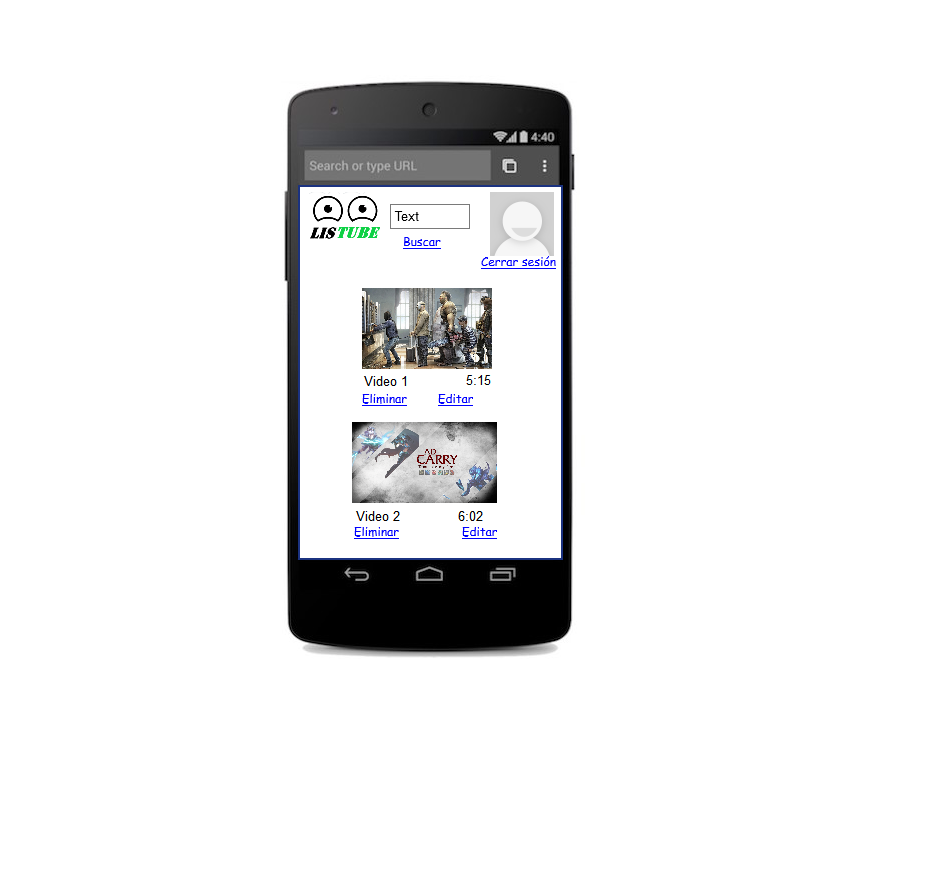 4:40
Search or type URL
LISTUBE
Text
Buscar
Cerrar sesión
Video 1 5:15
Eliminar Editar
AD
CARRY
Video 2 6:02
Eliminar Editar